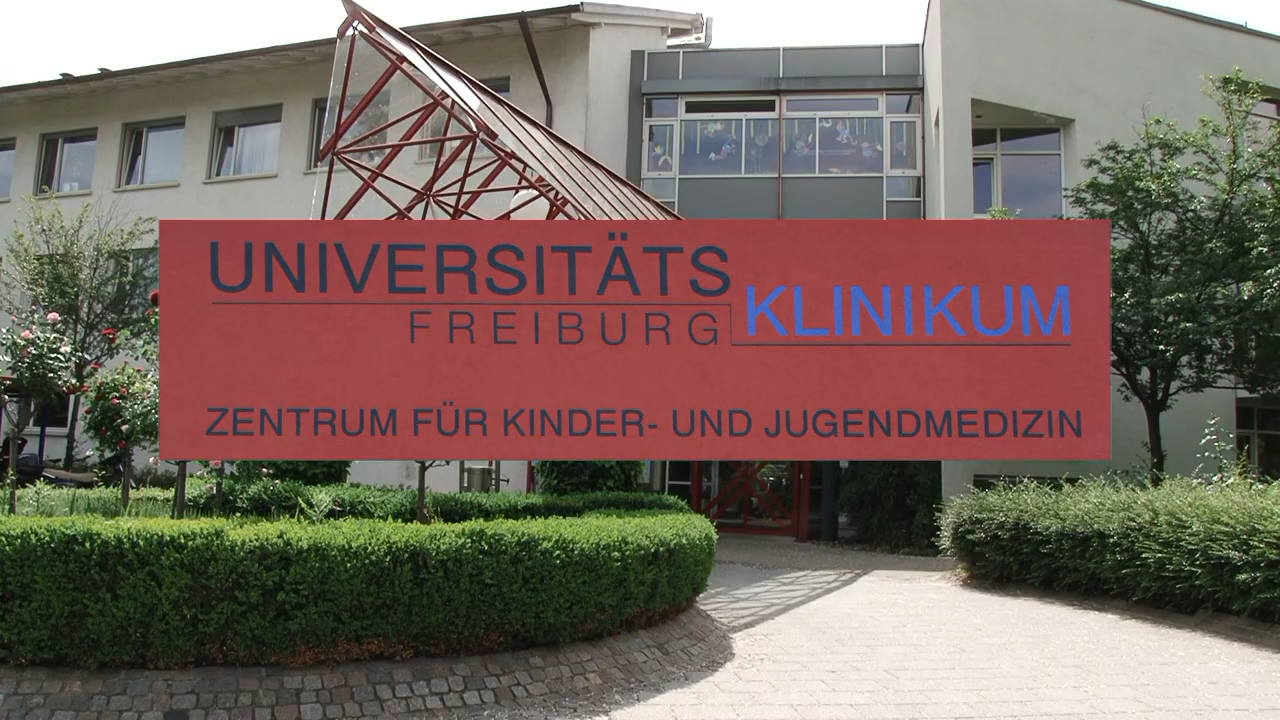 UNIVERSITÄTS
KLINIKUM
FREIBURG
ZENTRUM FÜR KINDER- UND JUGENDMEDIZIN